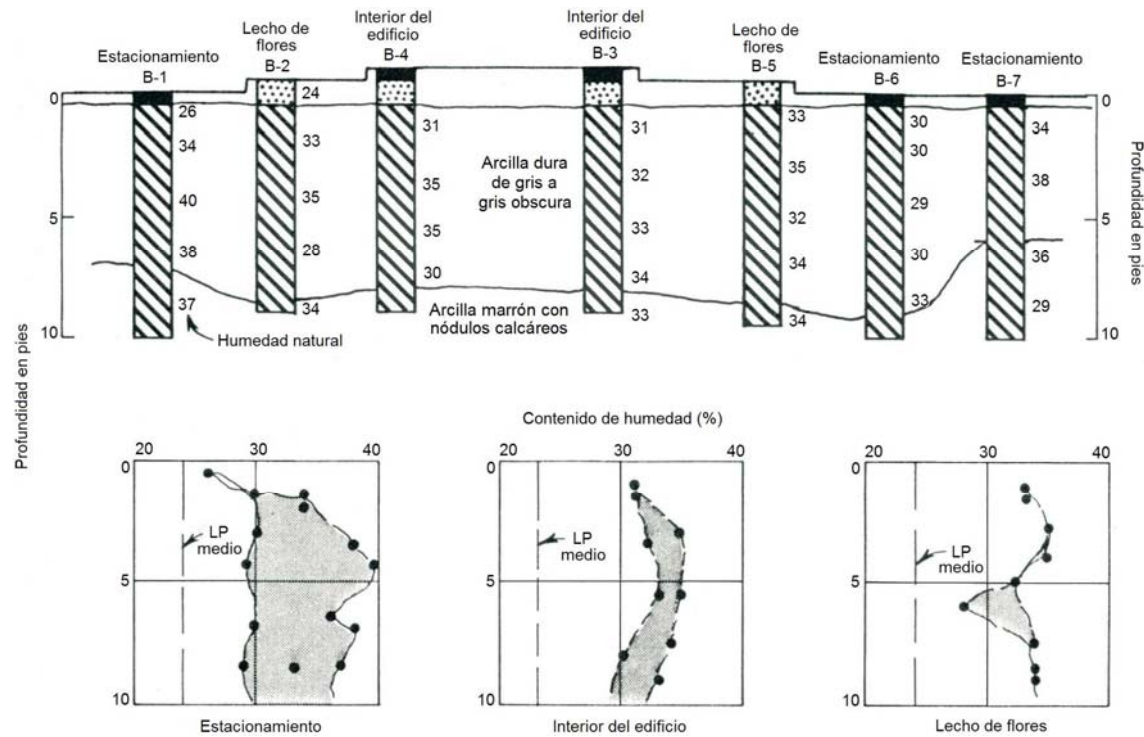 Estacionamiento
B-1
Lecho de
flores
B-2
Interior del
edificio
B-4
Interior del
edificio
B-3
Lecho de
flores
B-5
Estacionamiento
B-6
Estacionamiento
B-7
0
5
10
Profundidad en pies
26
34
40
38
37
Humedad natural
24
33
35
28
34
31
35
35
30
Arcilla dura
de gris a
gris obscura
Arcilla marrón con
nódulos calcáreos
31
32
33
34
33
33
35
32
34
34
30
30
29
30
33
34
38
36
29
0
5
10
Profundidad en pies
Contenido de humedad (%)
20 30 40
0
5
10
LP
medio
Estacionamiento
20 30 40
0
5
10
LP
medio
Interior del edificio
20 30 40
0
5
10
LP
medio
Lecho de flores